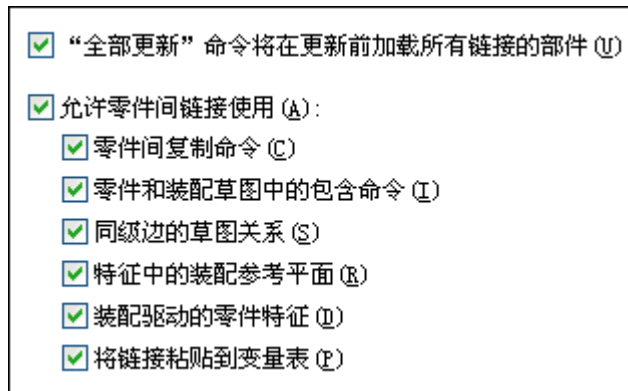 “全部更新”命令将在更新前加载所有链接的部件(U)
允许零件间链接使用(A):
零件间复制命令(C)
零件和装配草图中的包含命令(I)
同级边的草图关系(S)
特征中的装配参考平面(R)
装配驱动的零件特征(D)
将链接粘贴到变量表(P)